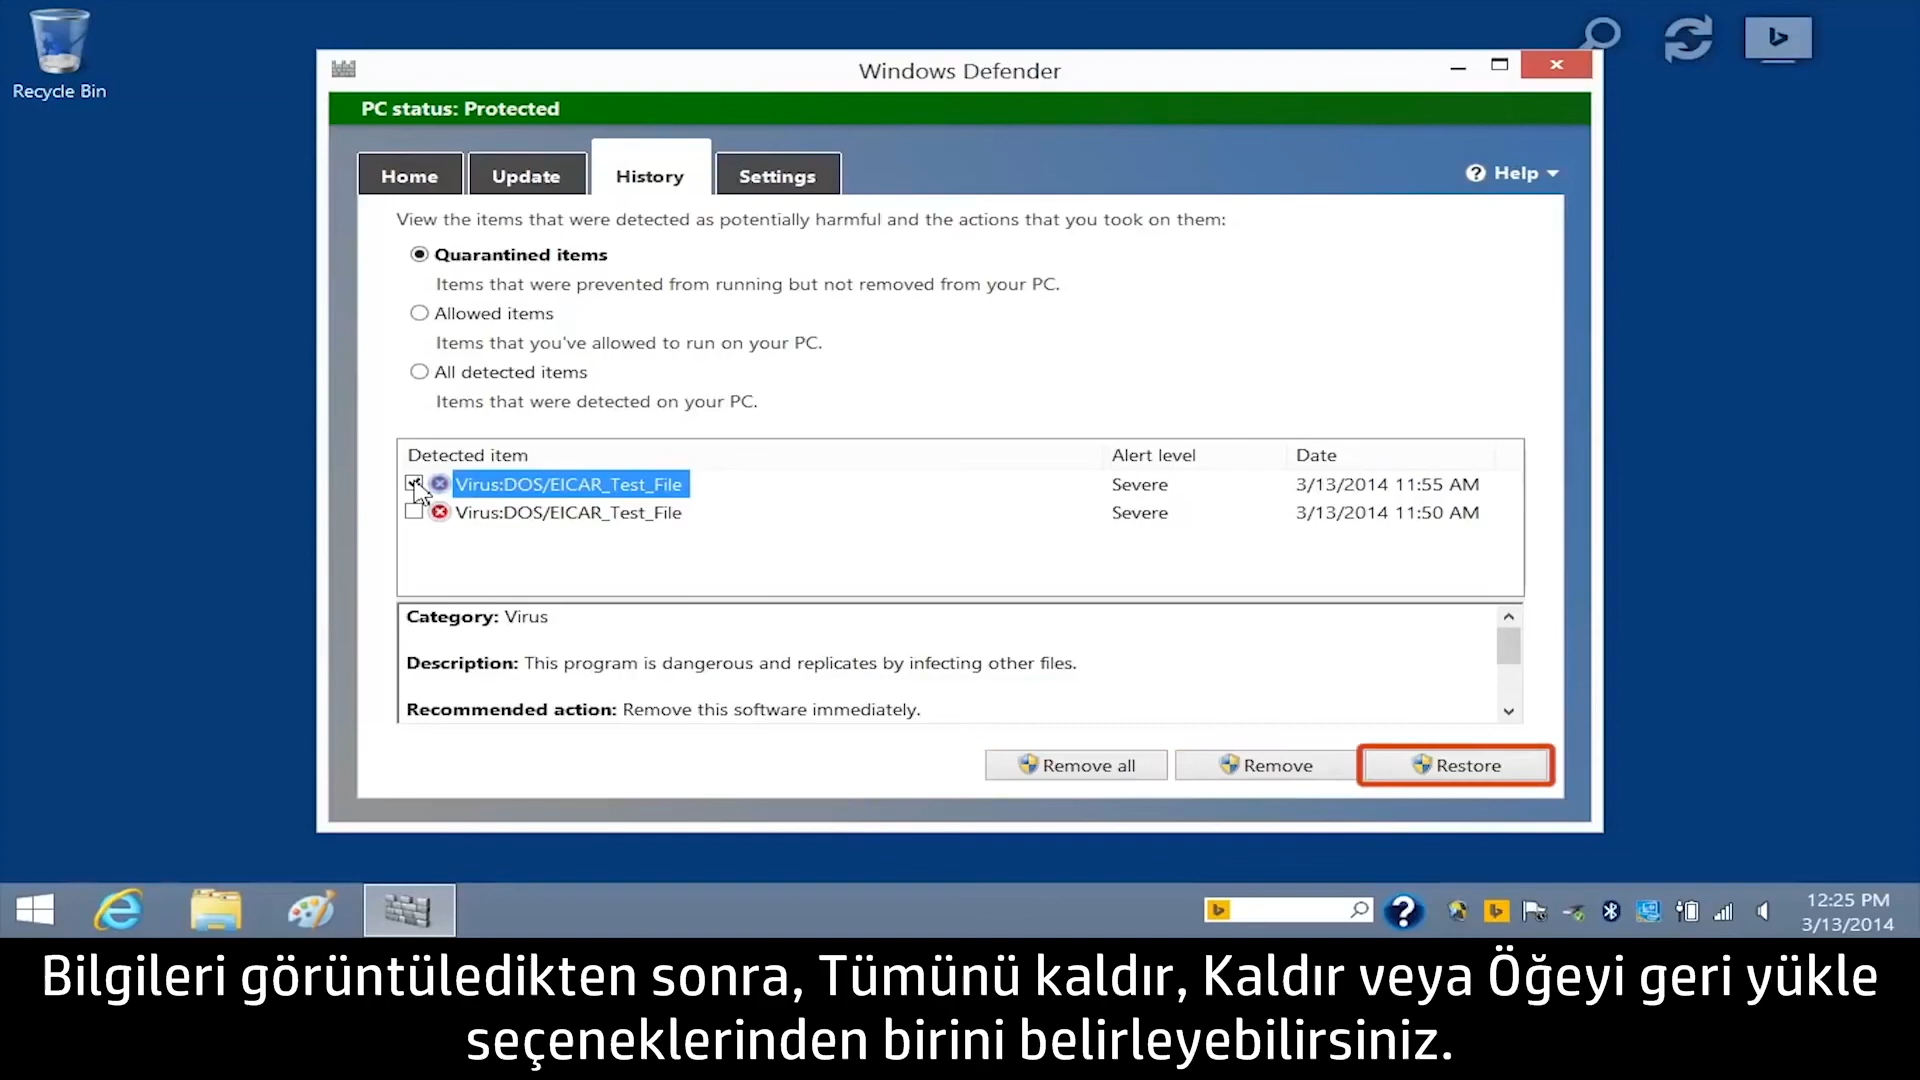 Recycle Bin
Windows Defender
PC status: Protected
Home
Update
History
Settings
Help
View the items that were detected as potentially harmful and the actions that you took on them:
Quarantined items
Items that were prevented from running but not removed from your PC.
Allowed items
Items that you've allowed to run on your PC.
All detected items
Items that were detected on your PC.
Detected item Alert level Date
Virus:DOS/EICAR_Test_File Severe 3/13/2014 11:55 AM
Virus:DOS/EICAR_Test_File Severe 3/13/2014 11:50 AM
Category: Virus
Description: This program is dangerous and replicates by infecting other files.
Recommended action: Remove this software immediately.
Remove all
Remove
Restore
12:25 PM
3/13/2014
Bilgileri görüntüledikten sonra, Tümünü kaldır, Kaldır veya Öğeyi geri yükle
seçeneklerinden birini belirleyebilirsiniz.